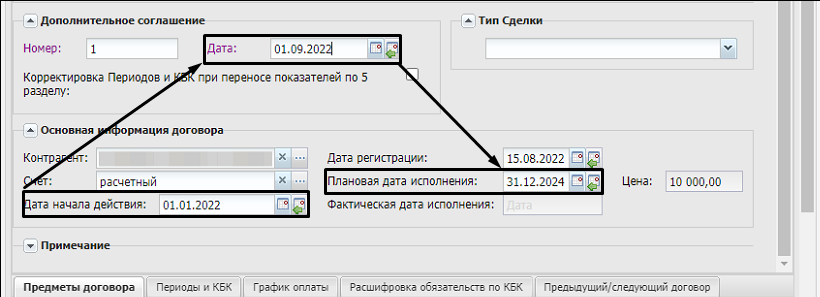 Дополнительное соглашение
Тип Сделки
Номер: 1 Дата: 01.09.2022
Корректировка Периодов и КБК при переносе показателей по 5
разделу:
Основная информация договора
Контрагент: Дата регистрации: 15.08.2022
Счет: расчетный Плановая дата исполнения: 31.12.2024 Цена: 10 000,00
Дата начала действия: 01.01.2022 Фактическая дата исполнения: Дата
Примечание
Предметы договора Периоды и КБК График оплаты Расшифровка обязательств по КБК Предыдущий/следующий договор